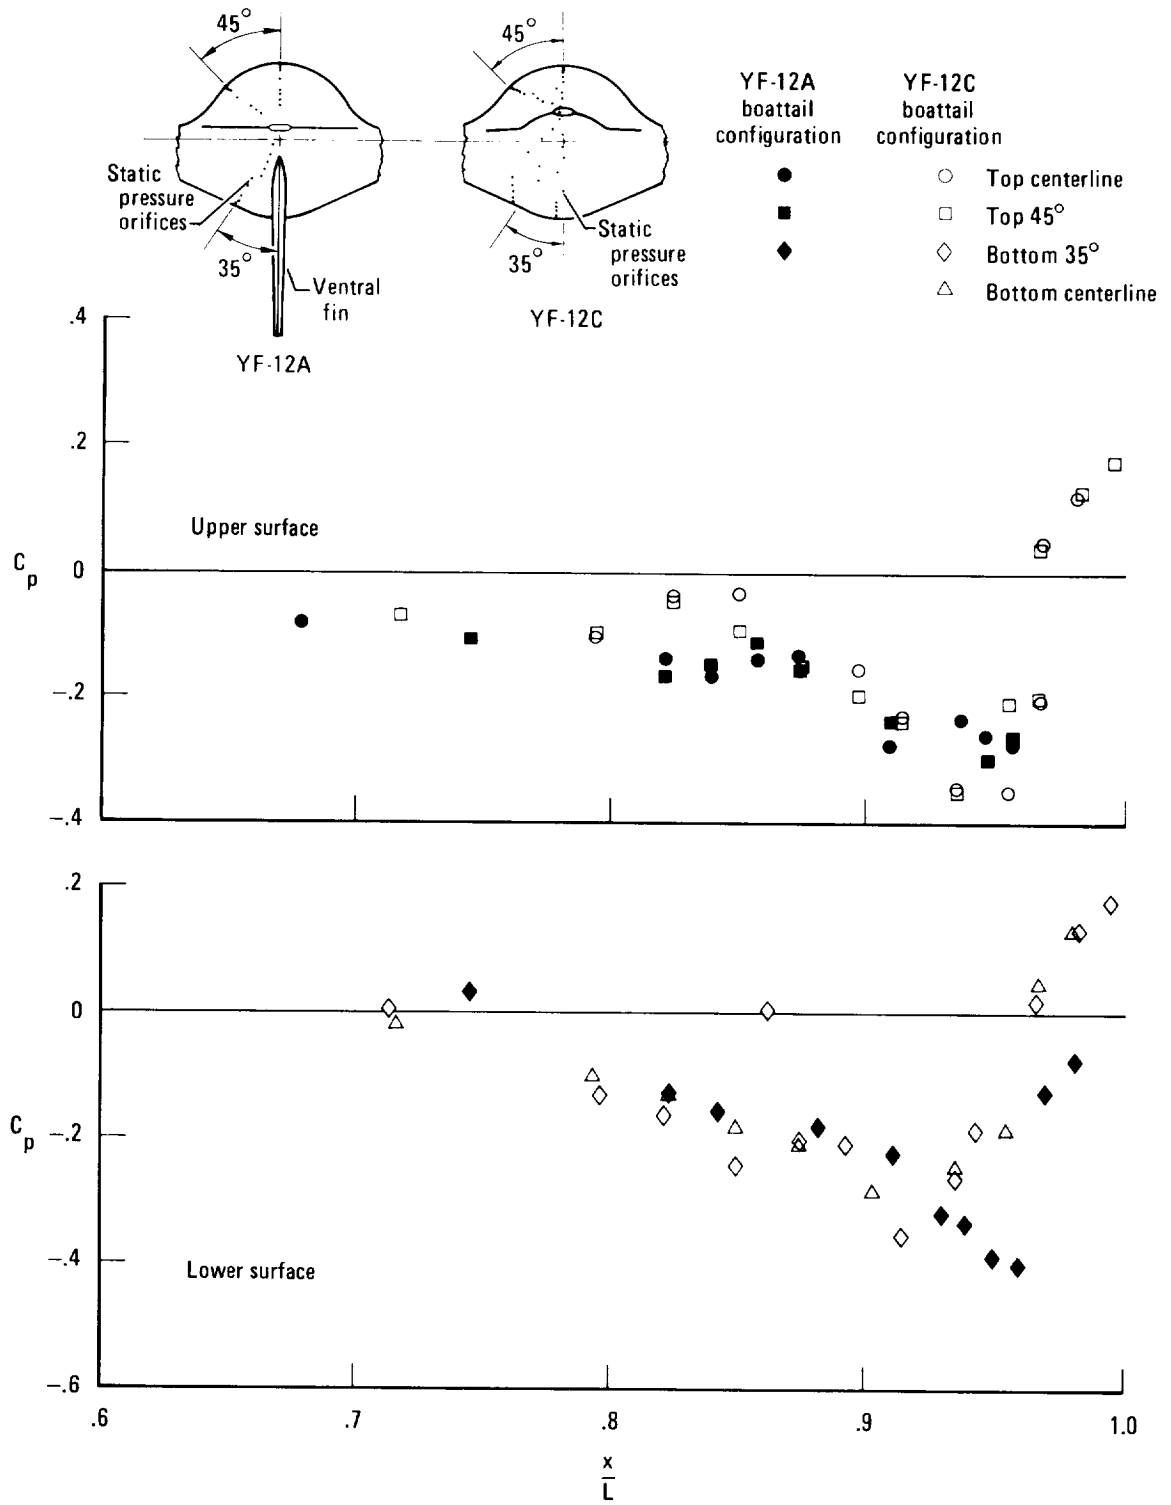 45°
45°
Static
pressure
orifices
35°
Ventral
fin
YF-12A
35°
Static
pressure
orifices
YF-12C
YF-12A
boattail
configuration
YF-12C
boattail
configuration
Top centerline
Top 45°
Bottom 35°
Bottom centerline
.4
.2
Upper surface
C_p
0
–.2
–.4
.2
0
C_p
–.2
–.4
Lower surface
–.6
.6 .7 .8 .9 1.0
x
L